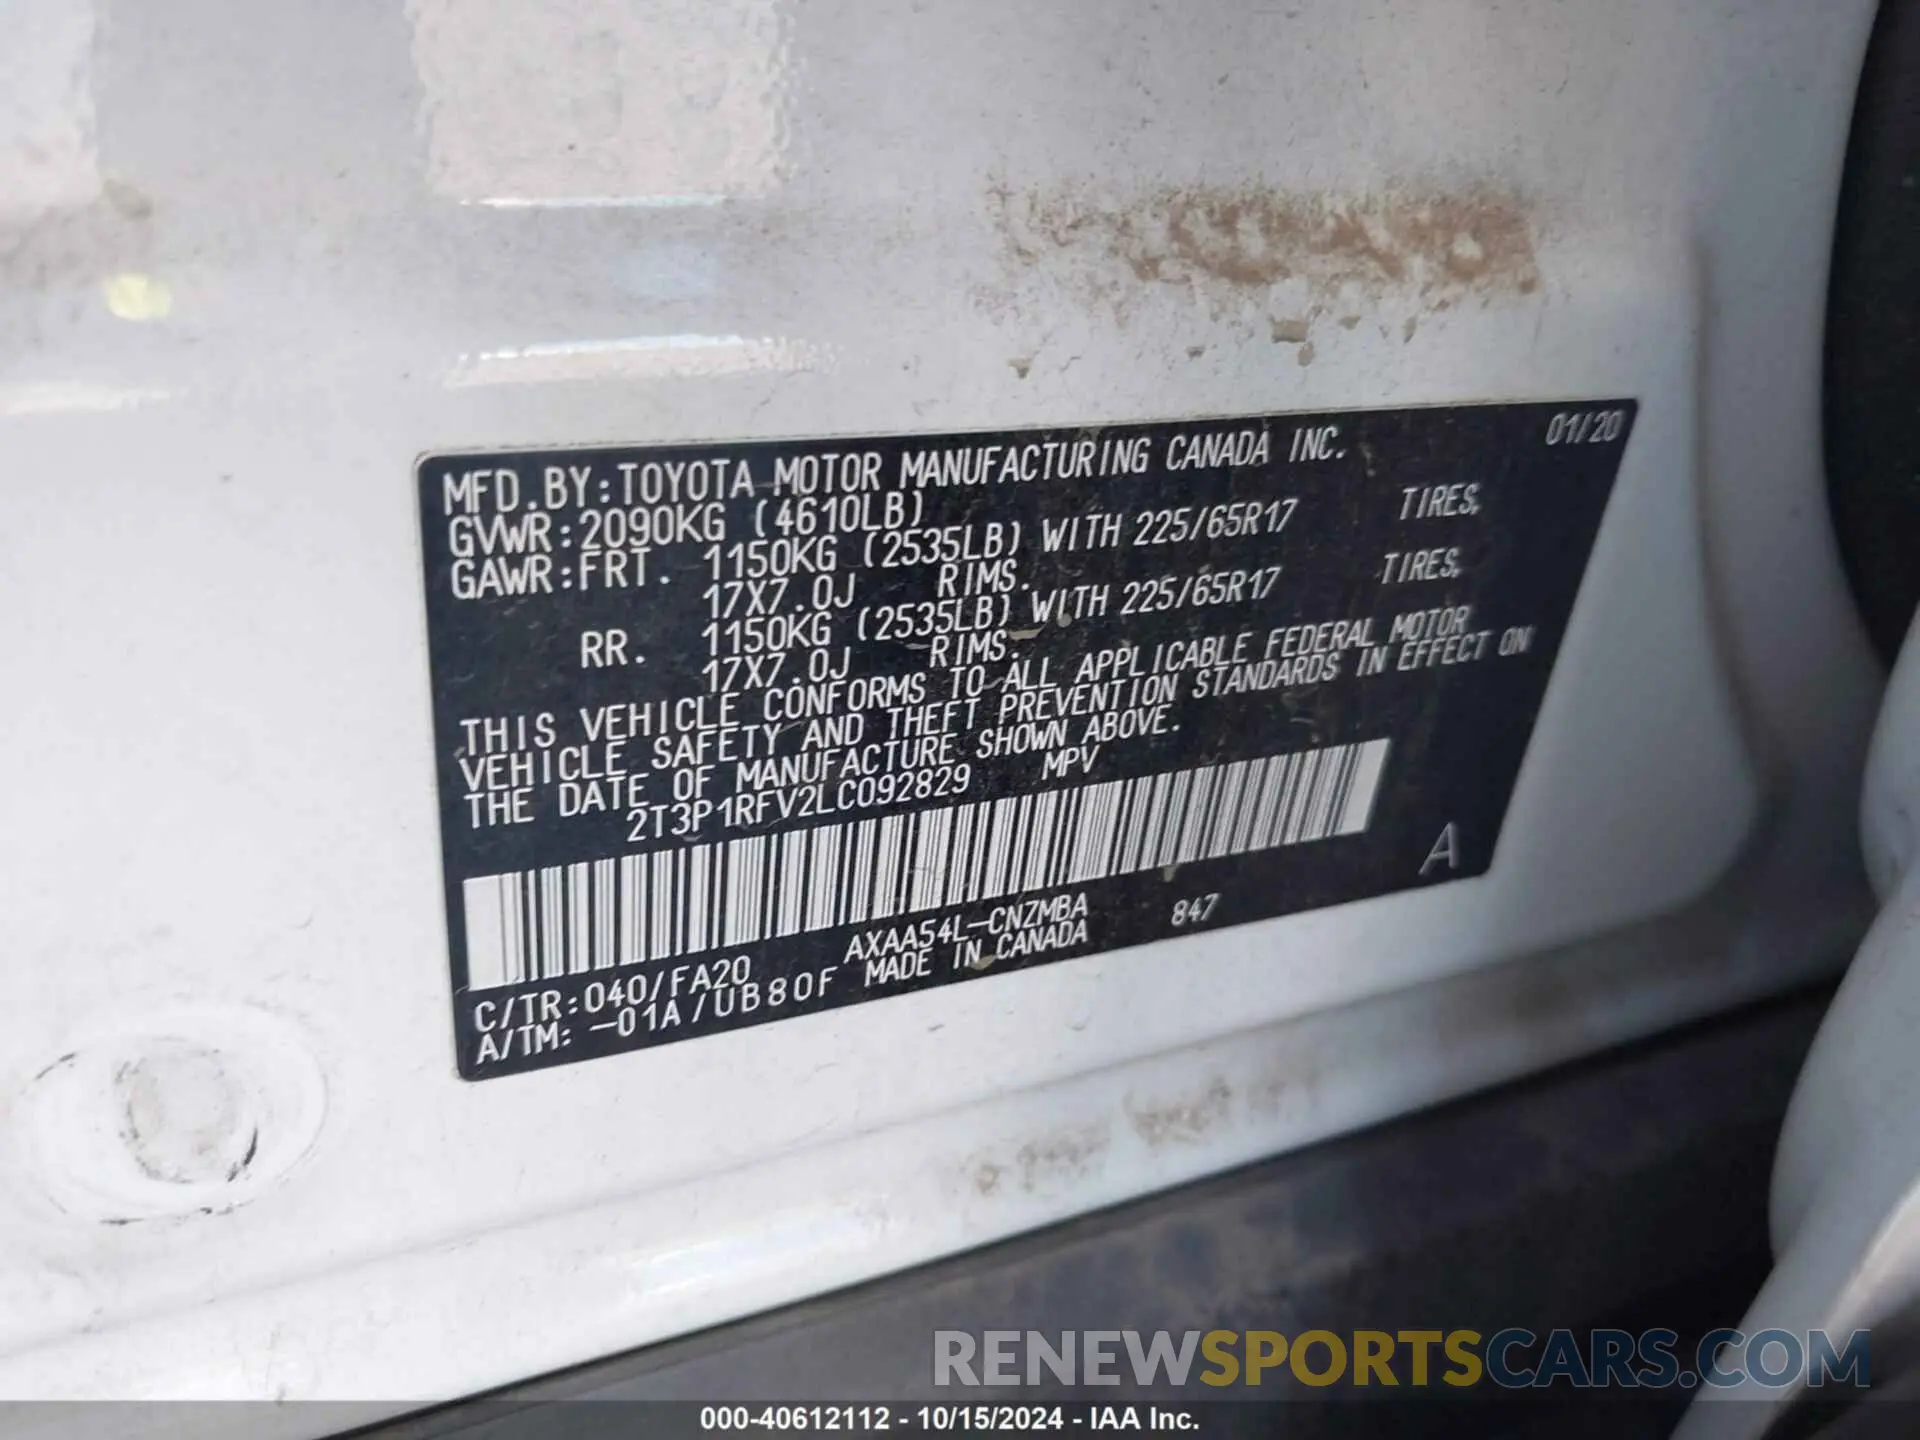 MFD.BY:TOYOTA MOTOR MANUFACTURING CANADA INC. 01/20
GVWR:2090KG (4610LB)
GAWR:FRT. 1150KG (2535LB) WITH 225/65R17 TIRES,
17X7.0J RIMS.
RR. 1150KG (2535LB) WITH 225/65R17 TIRES,
17X7.0J RIMS.
THIS VEHICLE CONFORMS TO ALL APPLICABLE FEDERAL MOTOR
VEHICLE SAFETY AND THEFT PREVENTION STANDARDS IN EFFECT ON
THE DATE OF MANUFACTURE SHOWN ABOVE.
2T3P1RFV2LC092829 MPV
A
C/TR:040/FA20 AXAA54L-CNZMBA 847
A/TM: -01A/UB80F MADE IN CANADA
RENEWSPORTSCARS.COM
000-40612112 - 10/15/2024 - IAA Inc.